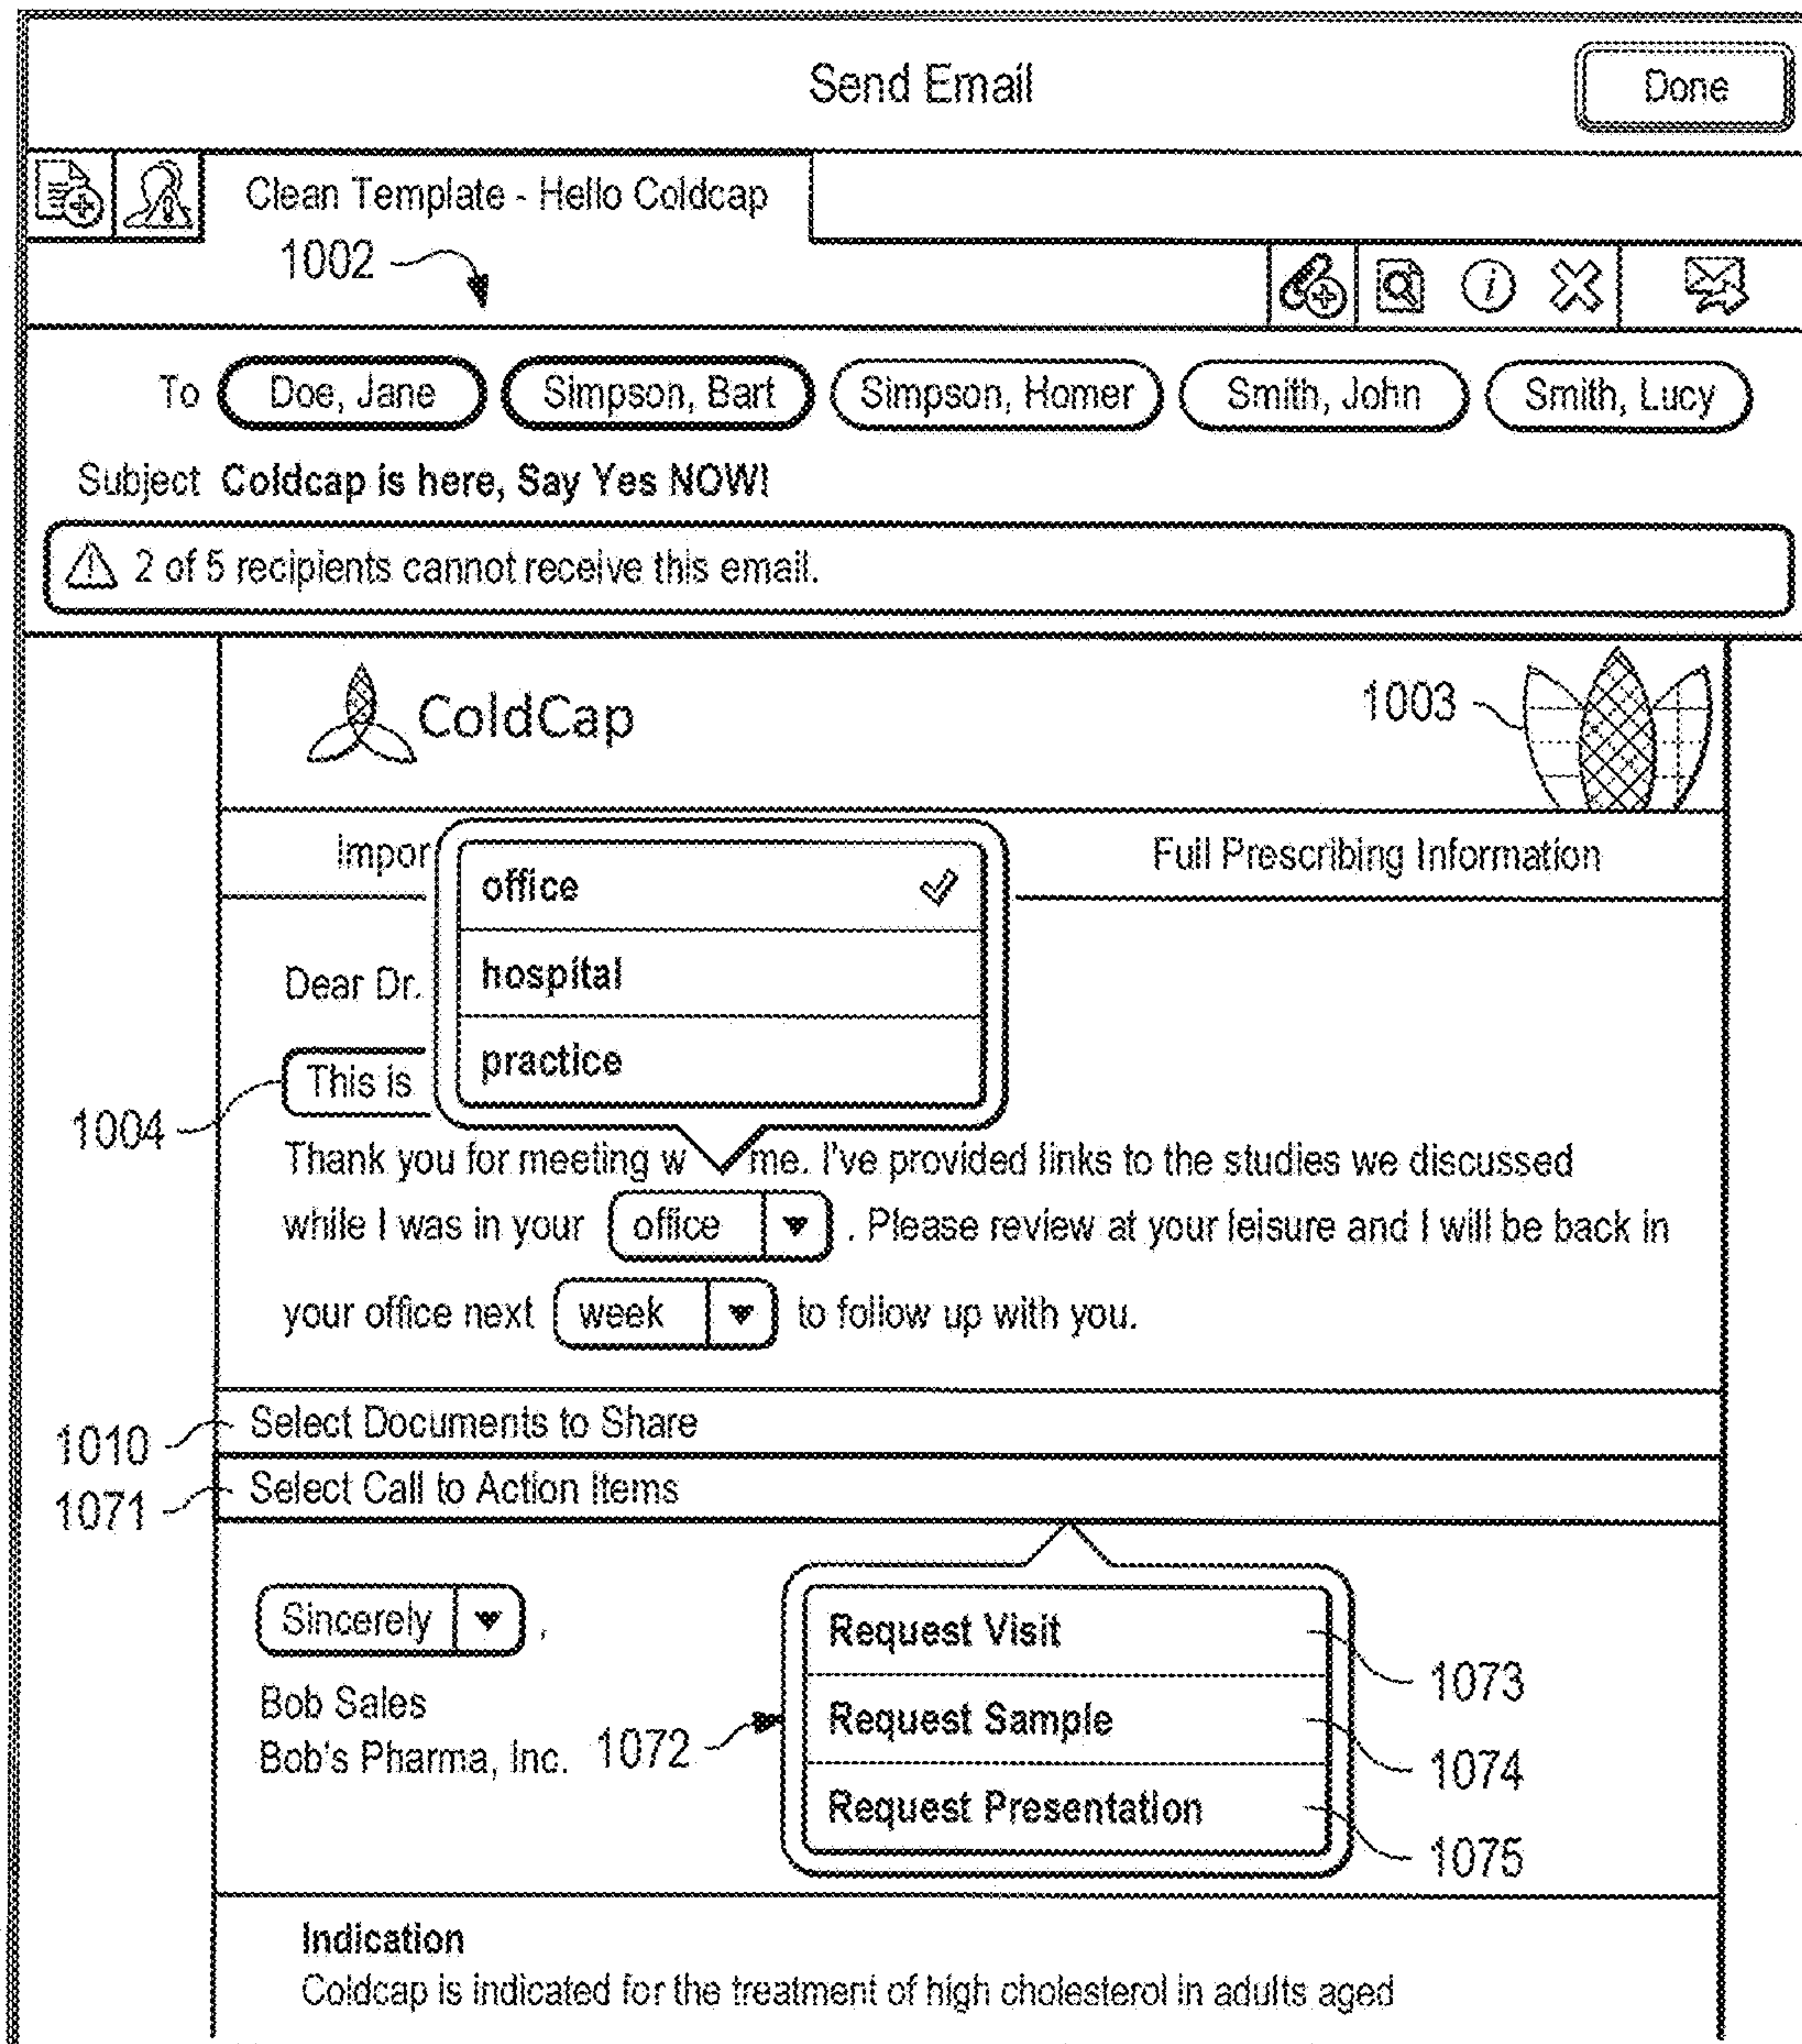 Send Email
Done
Clean Template - Hello Coldcap
1002
To Doe, Jane Simpson, Bart Simpson, Homer Smith, John Smith, Lucy
Subject Coldcap is here, Say Yes NOW!
2 of 5 recipients cannot receive this email.
ColdCap
1003
Impor
Full Prescribing Information
office
hospital
practice
Dear Dr.
This is
1004
Thank you for meeting w me. I've provided links to the studies we discussed
while I was in your office . Please review at your leisure and I will be back in
your office next week to follow up with you.
1010
Select Documents to Share
1071
Select Call to Action Items
Sincerely ,
Bob Sales
Bob's Pharma, Inc.
1072
Request Visit
1073
Request Sample
1074
Request Presentation
1075
Indication
Coldcap is indicated for the treatment of high cholesterol in adults aged